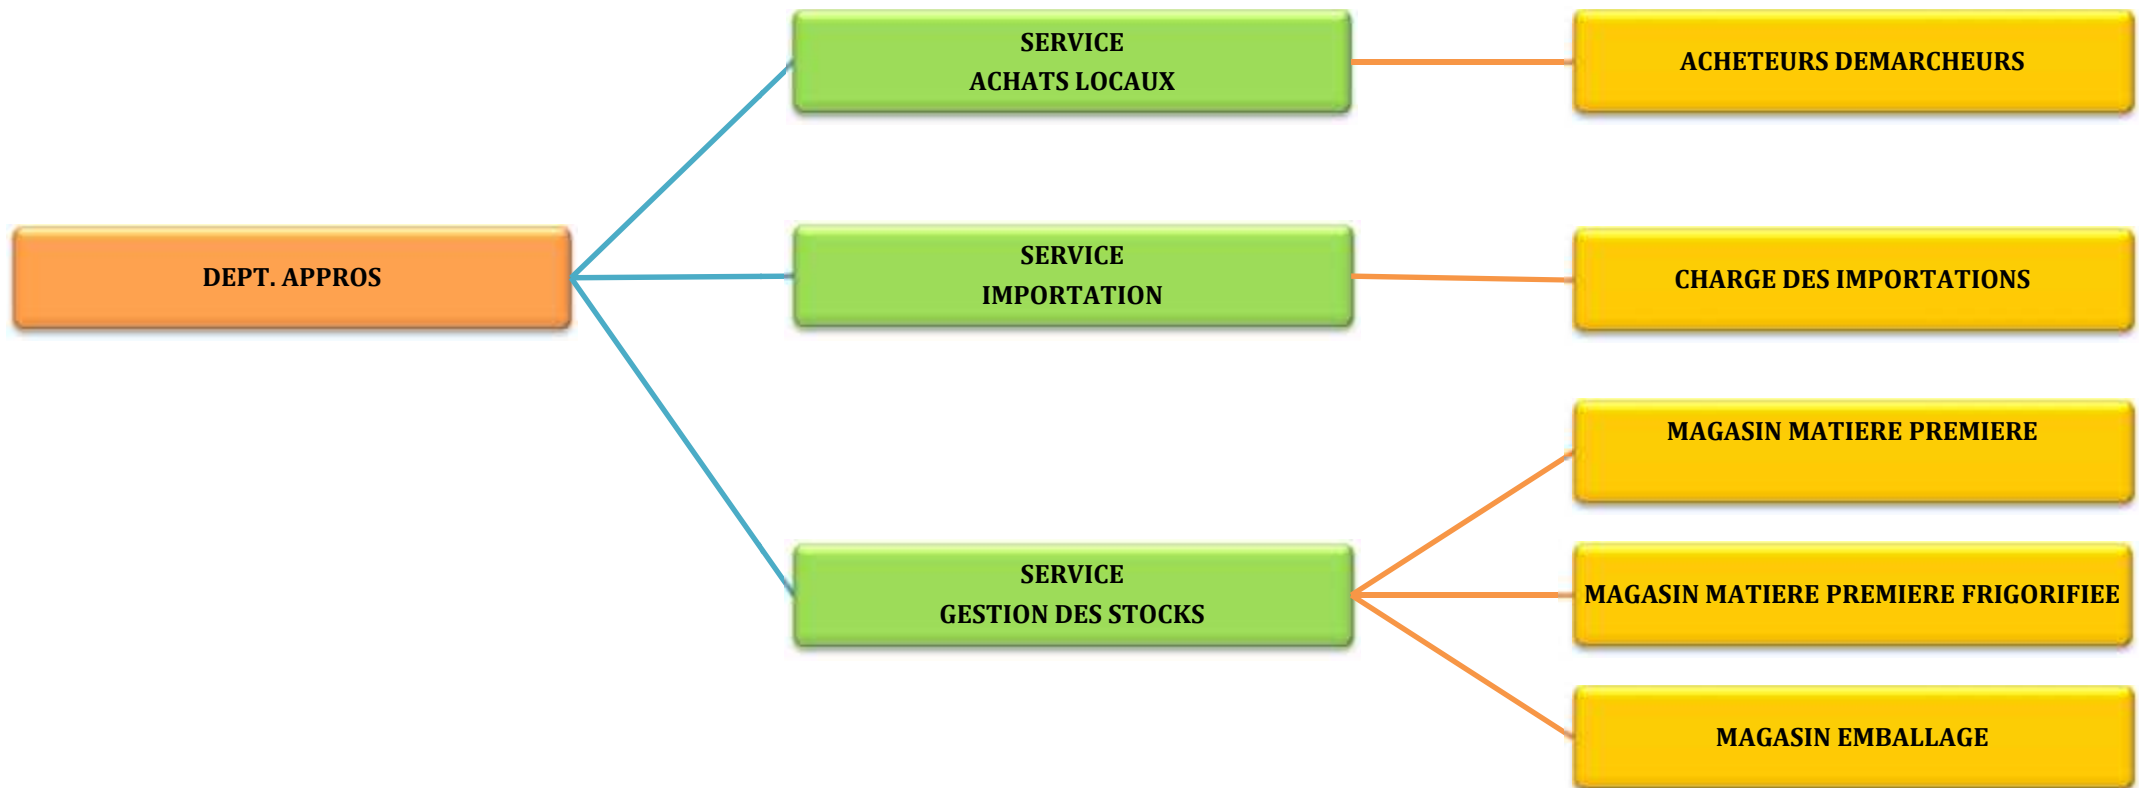 SERVICE
ACHATS LOCAUX
ACHETEURS DEMARCHEURS
DEPT. APPROS
SERVICE
IMPORTATION
CHARGE DES IMPORTATIONS
SERVICE
GESTION DES STOCKS
MAGASIN MATIERE PREMIERE
MAGASIN MATIERE PREMIERE FRIGORIFIEE
MAGASIN EMBALLAGE